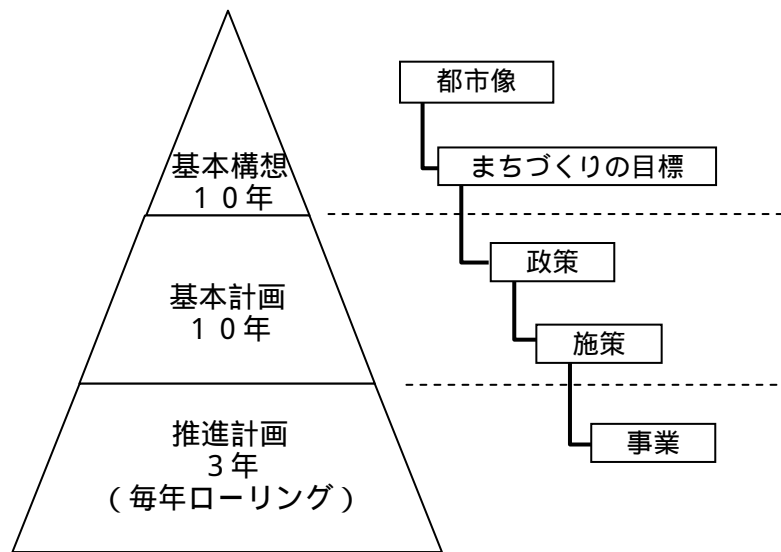 基本構想
１０年
基本計画
１０年
推進計画
３年
（毎年ローリング）
都市像
まちづくりの目標
政策
施策
事業